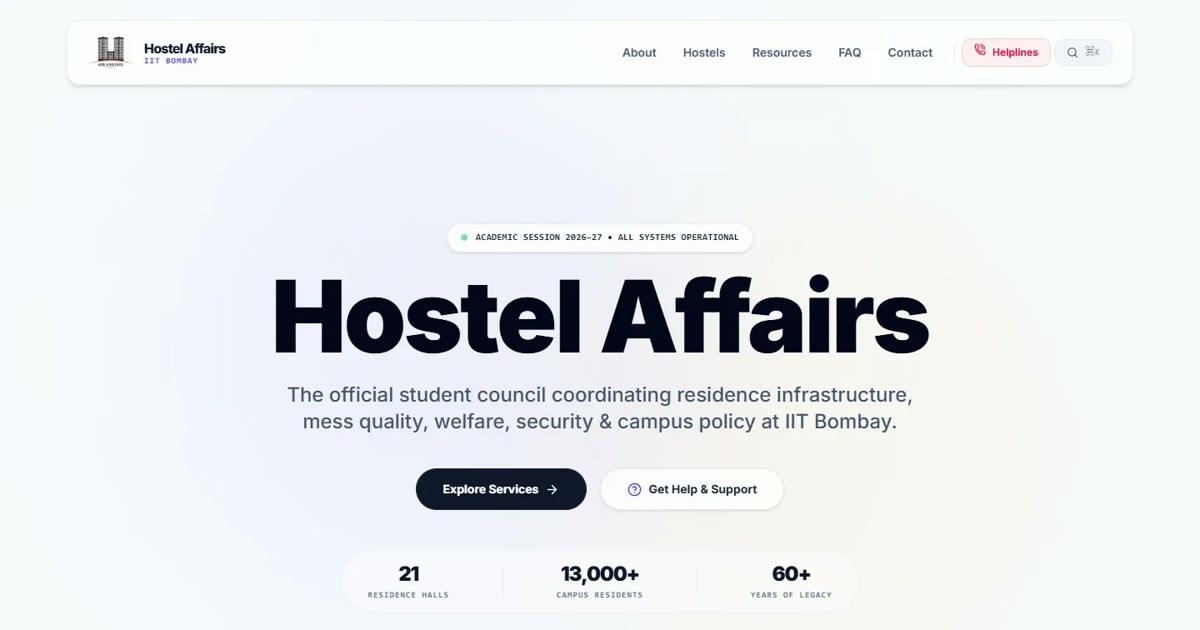 Hostel Affairs
IIT BOMBAY
About
Hostels
Resources
FAQ
Contact
Helplines
⌘K
ACADEMIC SESSION 2026-27 • ALL SYSTEMS OPERATIONAL
Hostel Affairs
The official student council coordinating residence infrastructure,
mess quality, welfare, security & campus policy at IIT Bombay.
Explore Services →
Get Help & Support
21
RESIDENCE HALLS
13,000+
CAMPUS RESIDENTS
60+
YEARS OF LEGACY